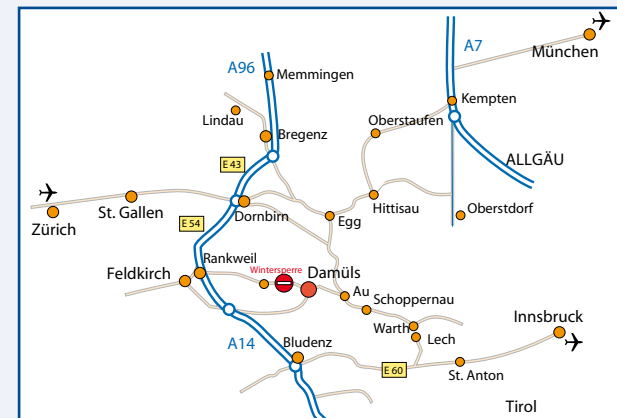 München
A7
A96
Memmingen
Kempten
Lindau
Oberstaufen
Bregenz
ALLGÄU
E 43
St. Gallen
Hittisau
Dornbirn
Oberstdorf
Egg
Zürich
E 54
Rankweil
Wintersperre
Damüls
Feldkirch
Au
Schoppernau
Innsbruck
Warth
Lech
A14
Bludenz
E 60
St. Anton
Tirol